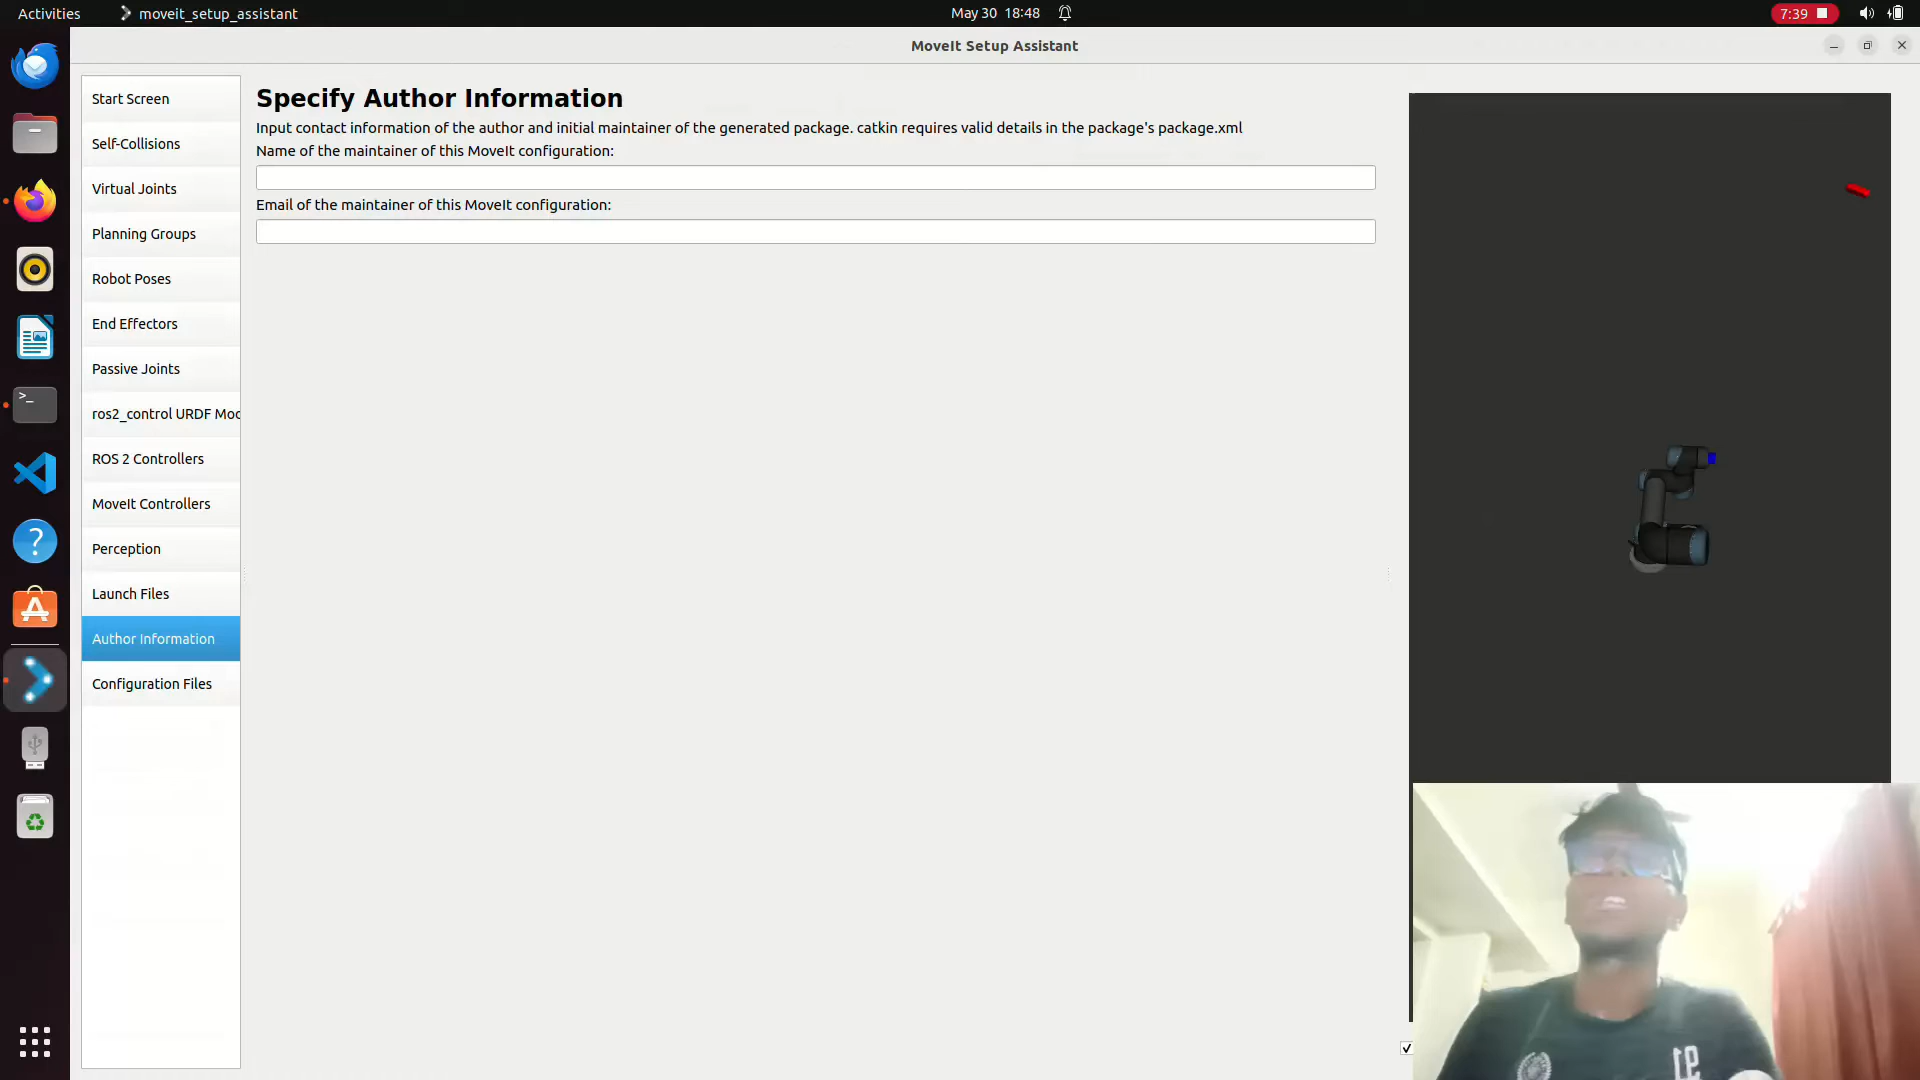 Activities
moveit_setup_assistant
May 30 18:48
7:39
MoveIt Setup Assistant
Start Screen
Self-Collisions
Virtual Joints
Planning Groups
Robot Poses
End Effectors
Passive Joints
ros2_control URDF Moc
ROS 2 Controllers
MoveIt Controllers
Perception
Launch Files
Author Information
Configuration Files
Specify Author Information
Input contact information of the author and initial maintainer of the generated package. catkin requires valid details in the package's package.xml
Name of the maintainer of this MoveIt configuration:
Email of the maintainer of this MoveIt configuration: